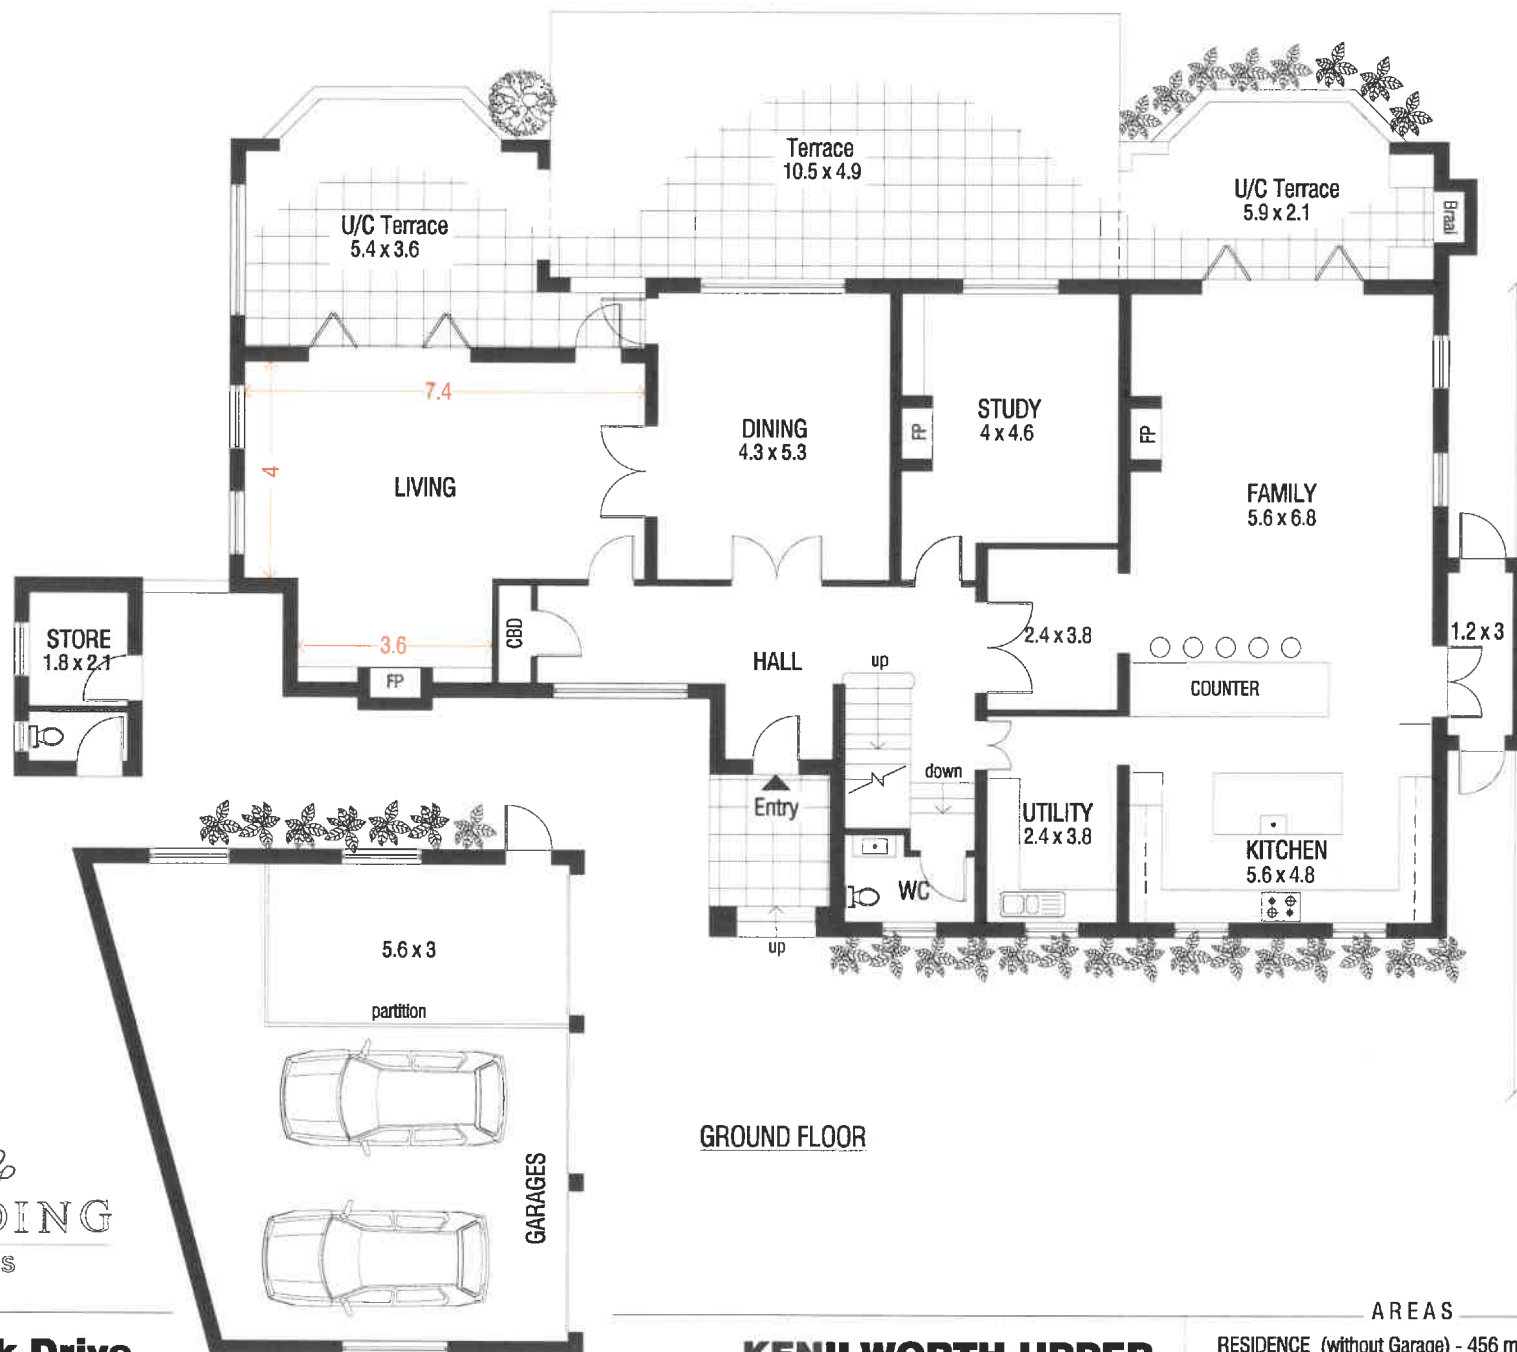 Terrace
10.5 x 4.9
U/C Terrace
5.9 x 2.1
Braai
U/C Terrace
5.4 x 3.6
7.4
4
LIVING
DINING
4.3 x 5.3
FP
STUDY
4 x 4.6
FP
FAMILY
5.6 x 6.8
STORE
1.8 x 2.1
3.6
FP
CBD
HALL
up
2.4 x 3.8
1.2 x 3
COUNTER
down
Entry
UTILITY
2.4 x 3.8
KITCHEN
5.6 x 4.8
WC
up
5.6 x 3
partition
GARAGES
GROUND FLOOR
DING
S
AREAS
k Drive
KENILWORTH UPPER
RESIDENCE (without Garage) - 456 m